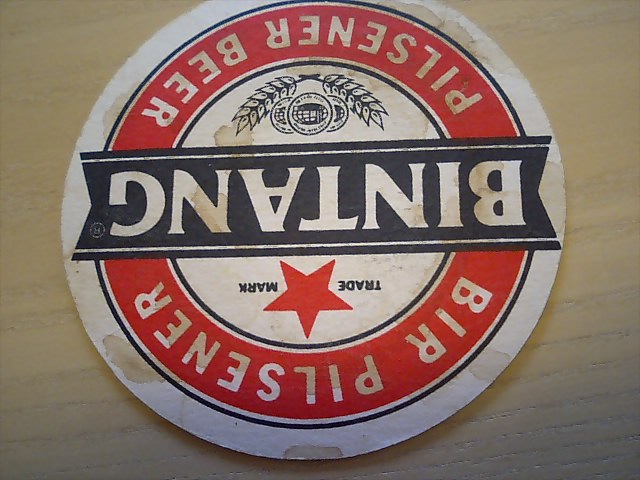 BIR PILSENER
TRADE MARK
BINTANG
PILSENER BEER